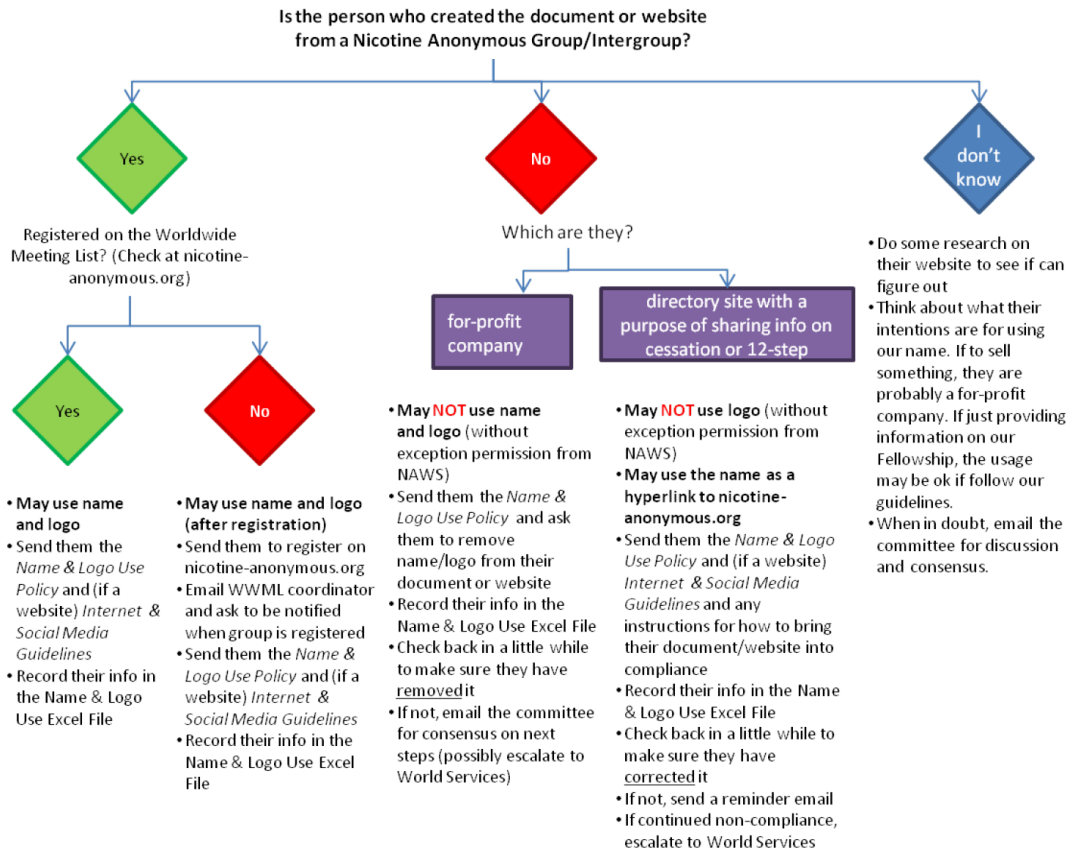 Is the person who created the document or website
from a Nicotine Anonymous Group/Intergroup?
Yes
No
I
don't
know
Registered on the Worldwide
Meeting List? (Check at nicotine-
anonymous.org)
Yes
No
Which are they?
for-profit
company
directory site with a
purpose of sharing info on
cessation or 12-step
• May use name
and logo
• Send them the
Name & Logo Use
Policy and (if a
website) Internet &
Social Media
Guidelines
• Record their info in
the Name & Logo
Use Excel File
• May use name and logo
(after registration)
• Send them to register on
nicotine-anonymous.org
• Email WWML coordinator
and ask to be notified
when group is registered
• Send them the Name &
Logo Use Policy and (if a
website) Internet &
Social Media Guidelines
• Record their info in the
Name & Logo Use Excel
File
• May NOT use name
and logo (without
exception permission from
NAWS)
• Send them the Name &
Logo Use Policy and ask
them to remove
name/logo from their
document or website
• Record their info in the
Name & Logo Use Excel File
• Check back in a little while
to make sure they have
removed it
• If not, email the committee
for consensus on next
steps (possibly escalate to
World Services)
• May NOT use logo (without
exception permission from
NAWS)
• May use the name as a
hyperlink to nicotine-
anonymous.org
• Send them the Name & Logo
Use Policy and (if a website)
Internet & Social Media
Guidelines and any
instructions for how to bring
their document/website into
compliance
• Record their info in the Name
& Logo Use Excel File
• Check back in a little while to
make sure they have
corrected it
• If not, send a reminder email
• If continued non-compliance,
escalate to World Services
• Do some research on
their website to see if can
figure out
• Think about what their
intentions are for using
our name. If to sell
something, they are
probably a for-profit
company. If just providing
information on our
Fellowship, the usage
may be ok if follow our
guidelines.
• When in doubt, email the
committee for discussion
and consensus.